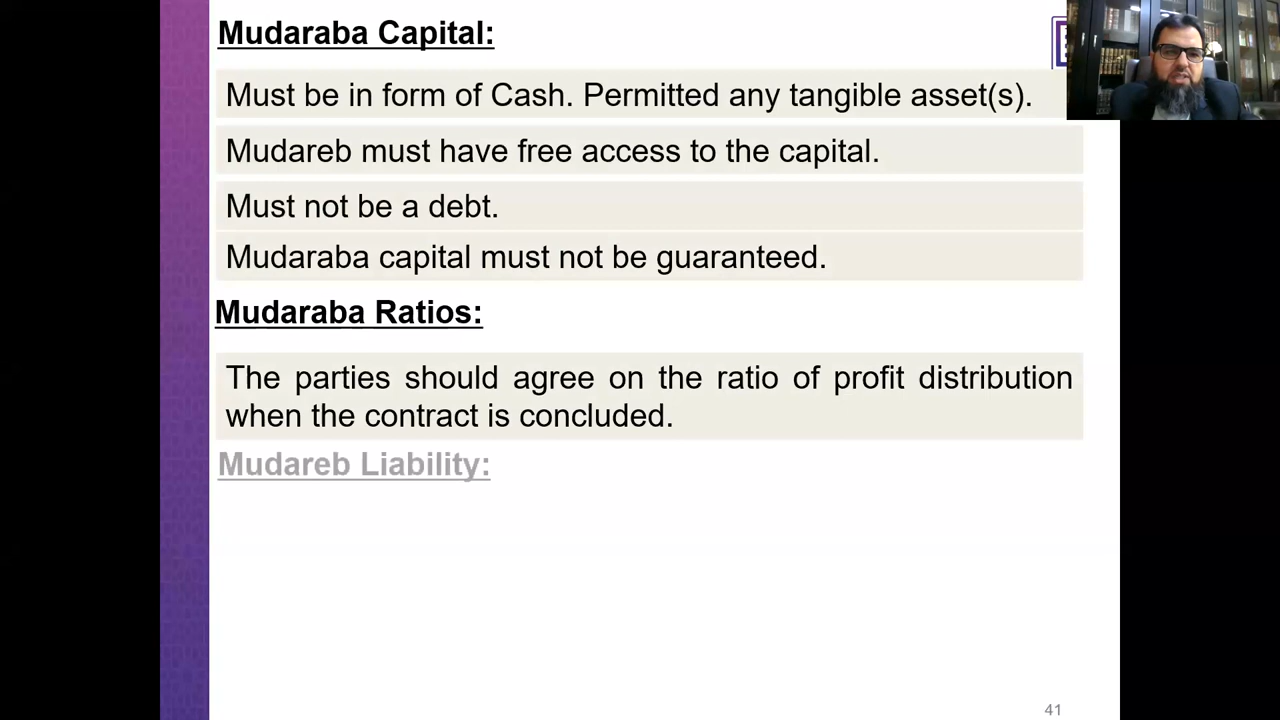 Mudaraba Capital:
Must be in form of Cash. Permitted any tangible asset(s).
Mudareb must have free access to the capital.
Must not be a debt.
Mudaraba capital must not be guaranteed.
Mudaraba Ratios:
The parties should agree on the ratio of profit distribution
when the contract is concluded.
Mudareb Liability:
41